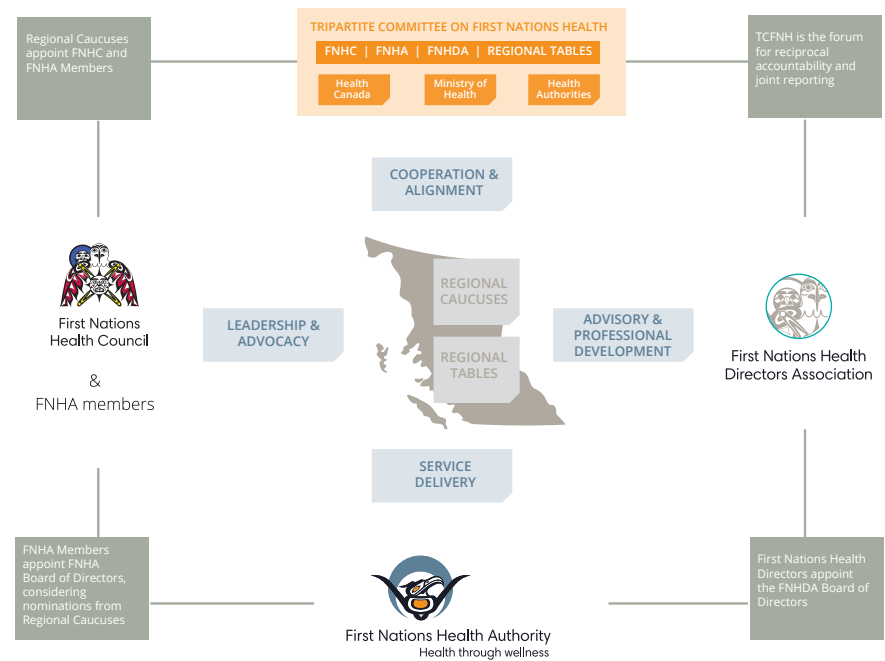 Regional Caucuses
appoint FNHC and
FNHA Members
TRIPARTITE COMMITTEE ON FIRST NATIONS HEALTH
FNHC | FNHA | FNHDA | REGIONAL TABLES
Health
Canada
Ministry of
Health
Health
Authorities
TCFNH is the forum
for reciprocal
accountability and
joint reporting
COOPERATION &
ALIGNMENT
First Nations
Health Council
&
FNHA members
LEADERSHIP &
ADVOCACY
REGIONAL
CAUCUSES
REGIONAL
TABLES
ADVISORY &
PROFESSIONAL
DEVELOPMENT
First Nations Health
Directors Association
SERVICE
DELIVERY
FNHA Members
appoint FNHA
Board of Directors,
considering
nominations from
Regional Caucuses
First Nations Health Authority
Health through wellness
First Nations Health
Directors appoint
the FNHDA Board of
Directors